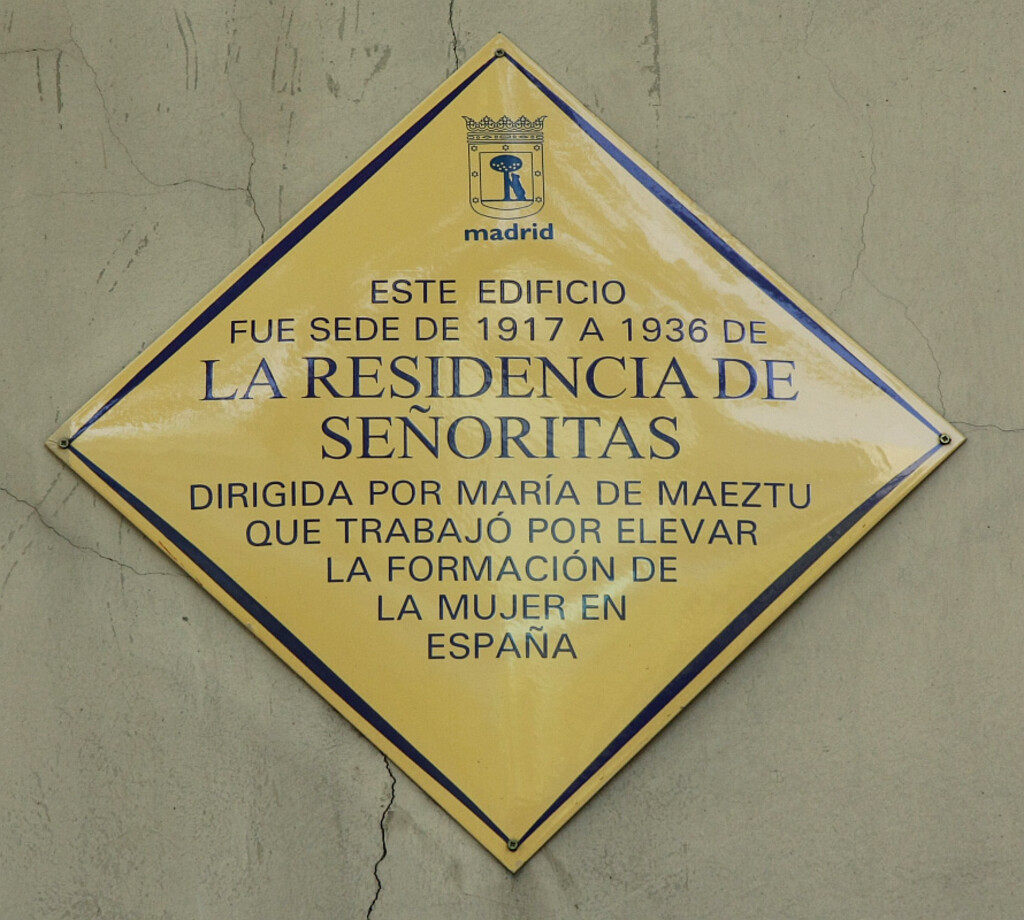 madrid
ESTE EDIFICIO
FUE SEDE DE 1917 A 1936 DE
LA RESIDENCIA DE
SEÑORITAS
DIRIGIDA POR MARÍA DE MAEZTU
QUE TRABAJÓ POR ELEVAR
LA FORMACIÓN DE
LA MUJER EN
ESPAÑA